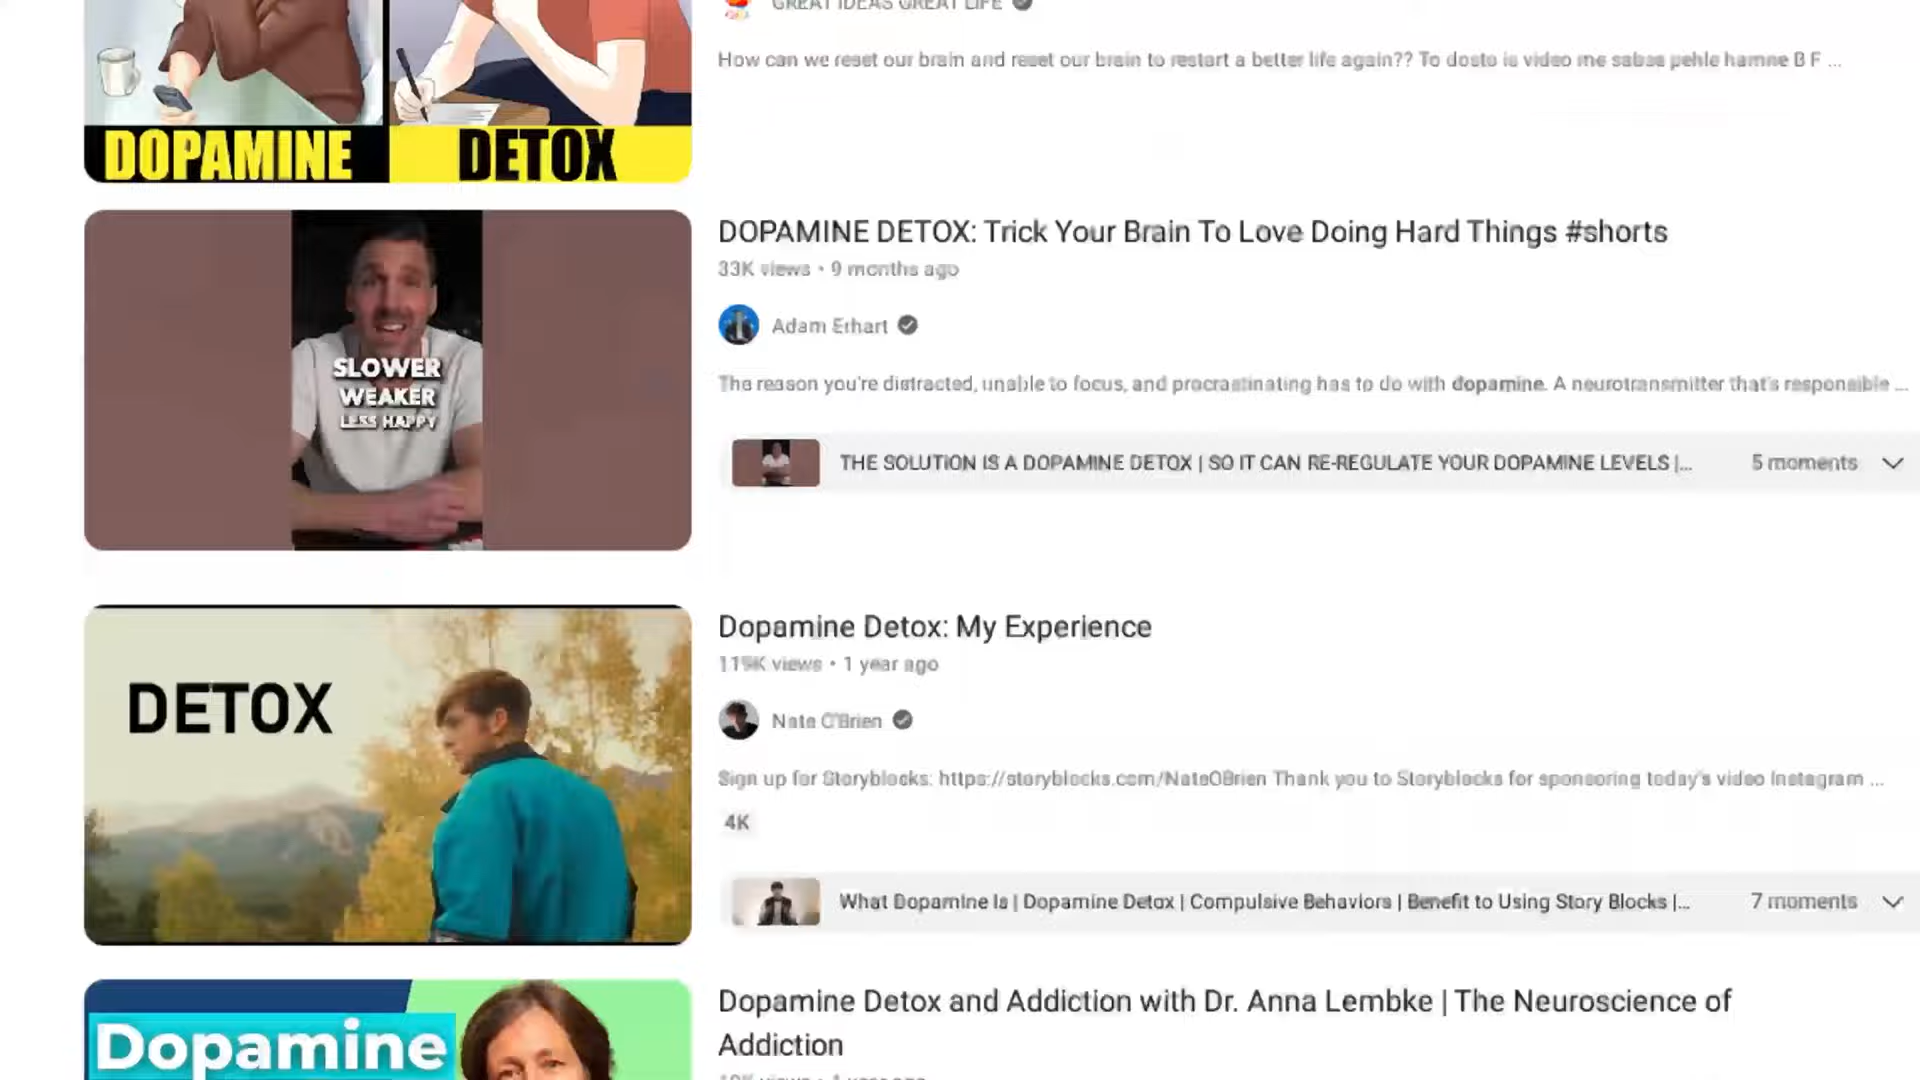 GREAT IDEAS GREAT LIFE
How can we reset our brain and reset our brain to restart a better life again?? To dosto is video me sabse pehle hamne B F ...
DOPAMINE DETOX
DOPAMINE DETOX: Trick Your Brain To Love Doing Hard Things #shorts
33K views • 9 months ago
Adam Erhart
SLOWER
WEAKER
LESS HAPPY
The reason you're distracted, unable to focus, and procrastinating has to do with dopamine. A neurotransmitter that's responsible ...
THE SOLUTION IS A DOPAMINE DETOX | SO IT CAN RE-REGULATE YOUR DOPAMINE LEVELS |... 5 moments
Dopamine Detox: My Experience
119K views • 1 year ago
DETOX
Nate O'Brien
Sign up for Storyblocks: https://storyblocks.com/NateOBrien Thank you to Storyblocks for sponsoring today's video Instagram ...
4K
What Dopamine Is | Dopamine Detox | Compulsive Behaviors | Benefit to Using Story Blocks |... 7 moments
Dopamine Detox and Addiction with Dr. Anna Lembke | The Neuroscience of
Addiction
Dopamine